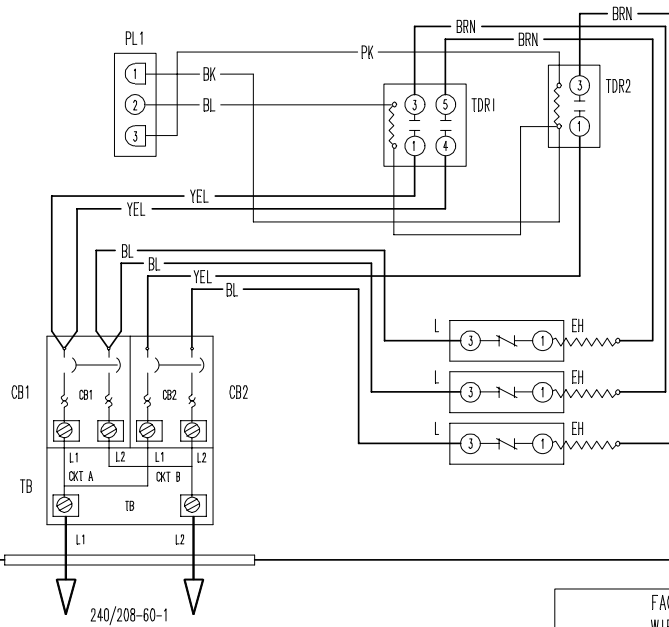 BRN
BRN
BRN
PL1
PK
1
BK
2
BL
3
3
5
TDR1
1
4
3
TDR2
1
YEL
YEL
BL
BL
YEL
BL
L
3
1
EH
L
3
1
EH
L
3
1
EH
CB1
CB1
CB2
CB2
L1
L2
L1
L2
CKT A
CKT B
TB
TB
L1
L2
240/208-60-1